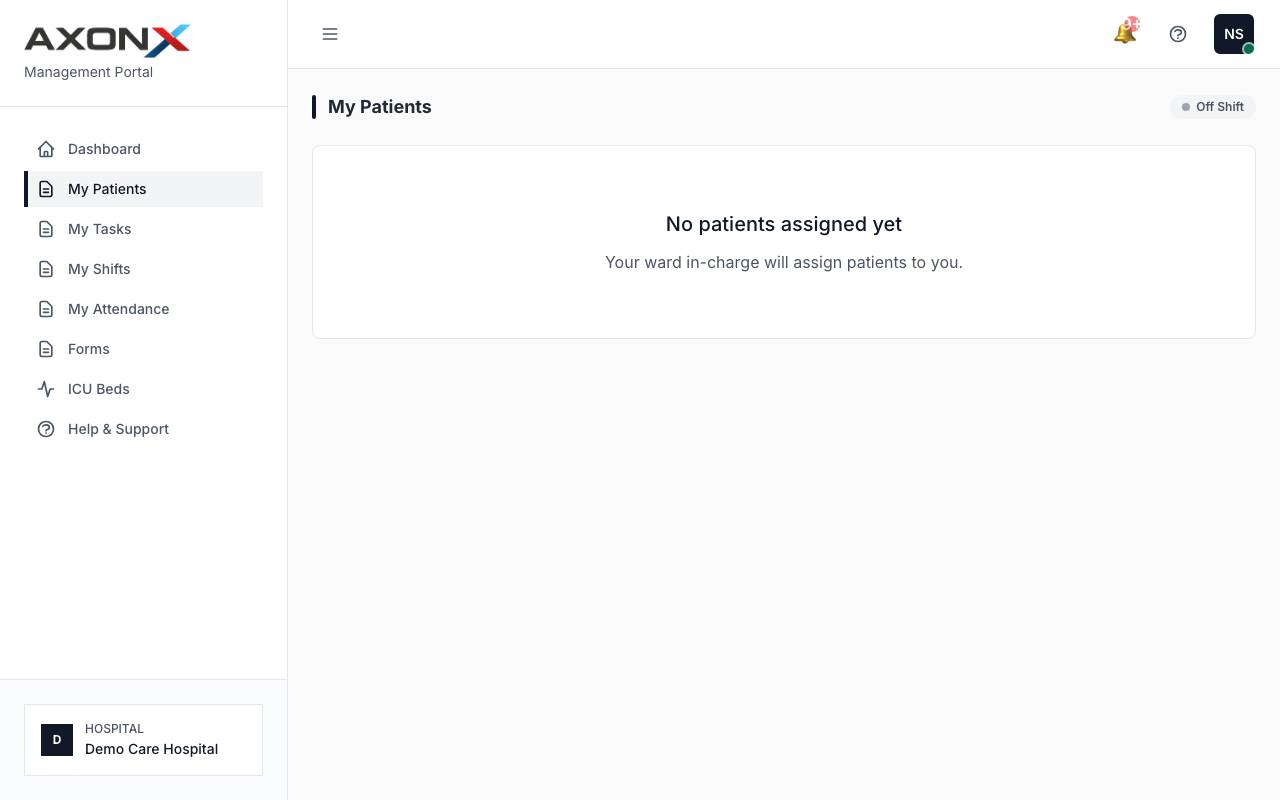 AXONX
Management Portal
NS
My Patients
Off Shift
Dashboard
My Patients
My Tasks
My Shifts
My Attendance
Forms
ICU Beds
Help & Support
No patients assigned yet
Your ward in-charge will assign patients to you.
D
HOSPITAL
Demo Care Hospital